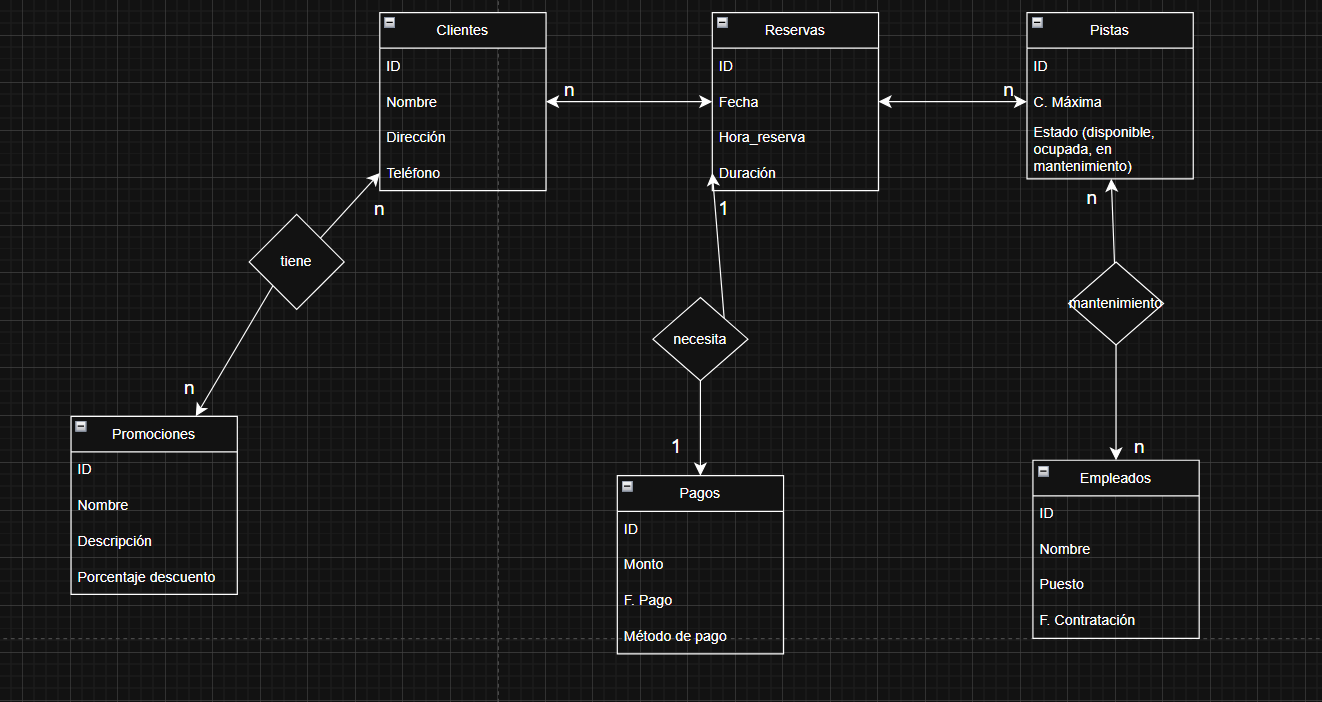 Clientes
ID
Nombre
Dirección
Teléfono
n
Reservas
ID
Fecha
Hora_reserva
Duración
n
Pistas
ID
C. Máxima
Estado (disponible,
ocupada, en
mantenimiento)
n
tiene
n
1
necesita
1
n
mantenimiento
n
Promociones
ID
Nombre
Descripción
Porcentaje descuento
Pagos
ID
Monto
F. Pago
Método de pago
Empleados
ID
Nombre
Puesto
F. Contratación